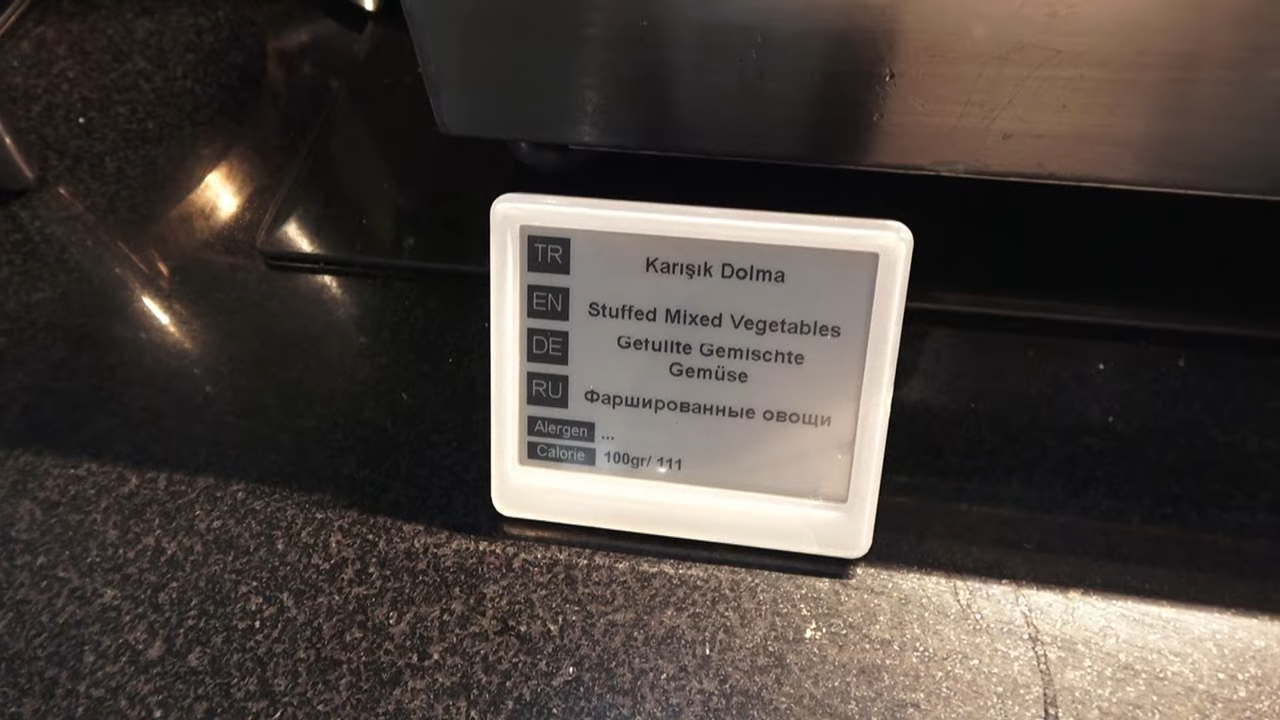 TR Karışık Dolma
EN Stuffed Mixed Vegetables
DE Gefüllte Gemischte
Gemüse
RU Фаршированные овощи
Alergen ...
Calorie 100gr/ 111